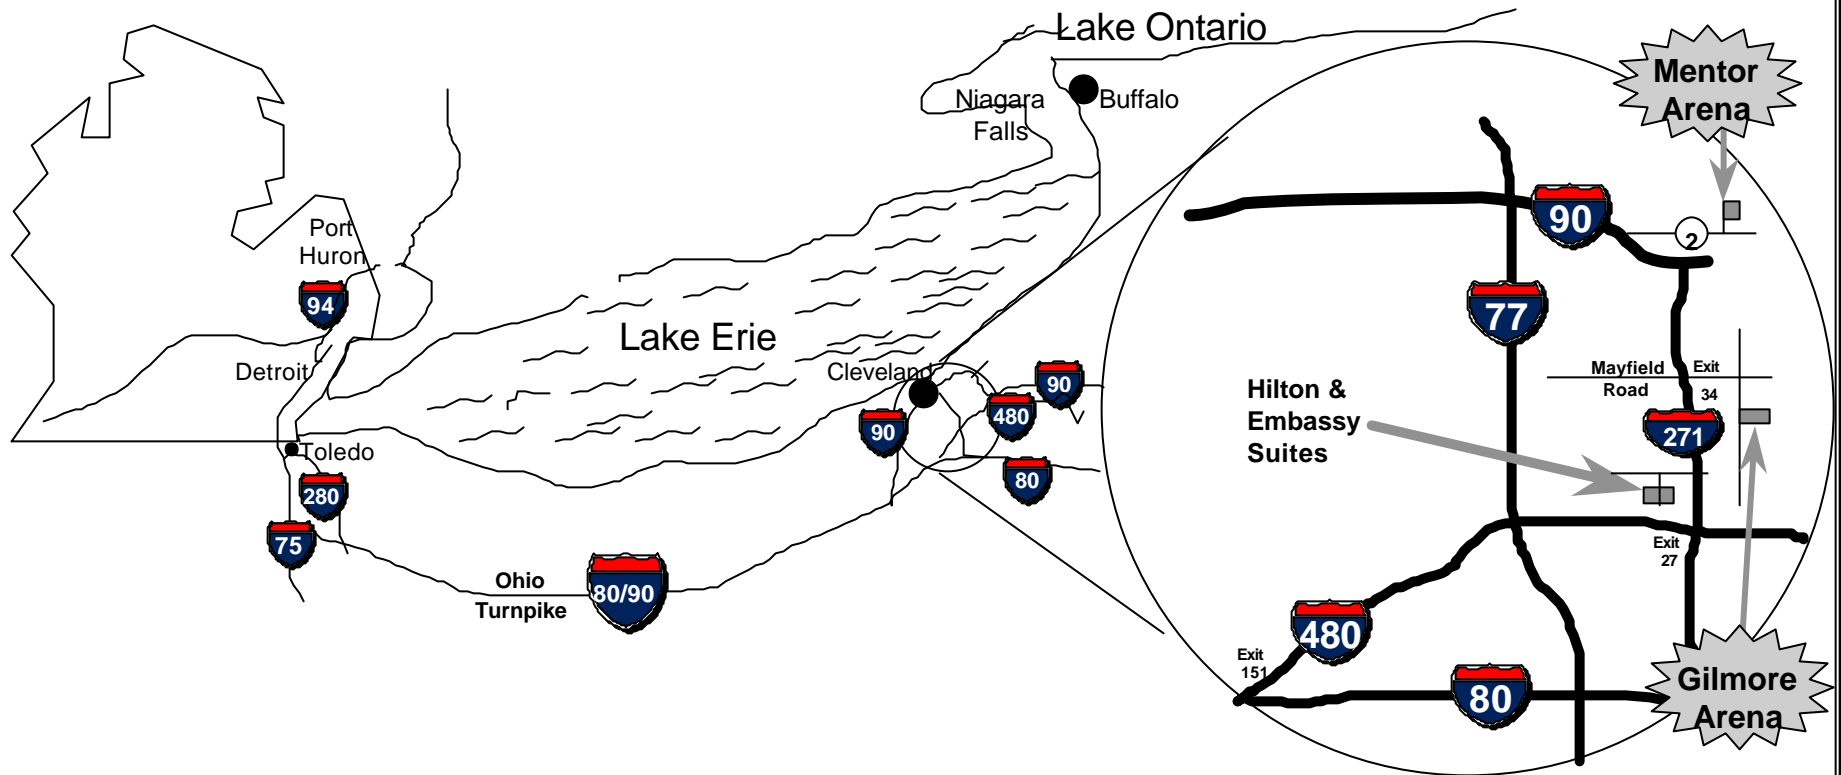 Lake Ontario
Niagara
Falls
Buffalo
Port
Huron
94
Detroit
Lake Erie
Cleveland
90
480
90
80
Toledo
280
75
Ohio
Turnpike
80/90
Mentor
Arena
90
2
77
Mayfield
Road
Exit
34
271
Hilton &
Embassy
Suites
Exit
27
480
Exit
151
80
Gilmore
Arena